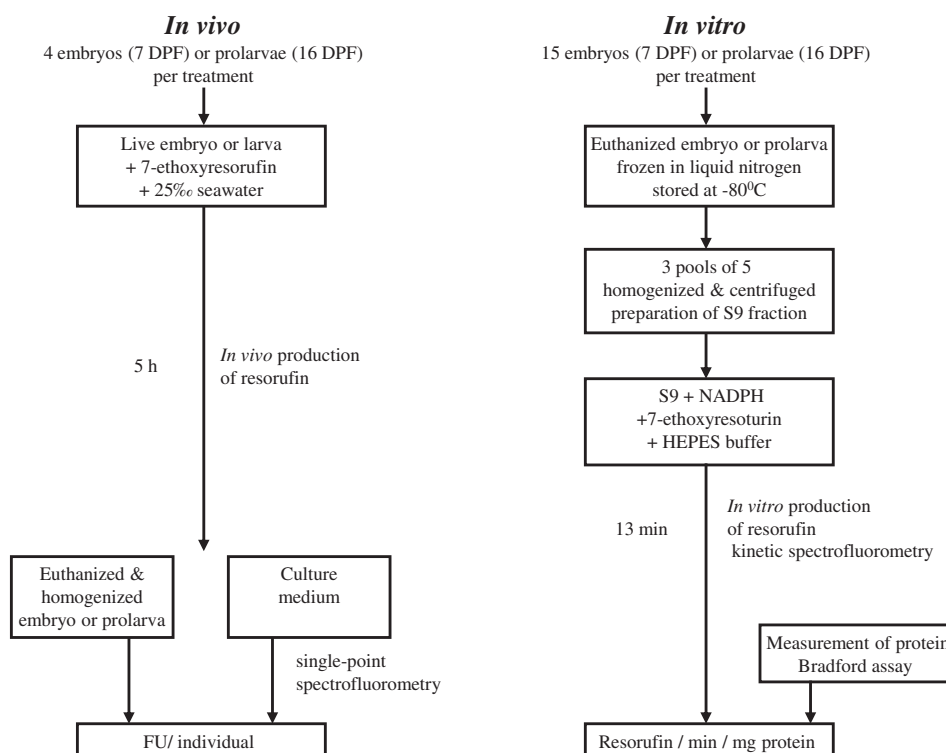 In vivo
4 embryos (7 DPF) or prolarvae (16 DPF)
per treatment
Live embryo or larva
+ 7-ethoxyresorufin
+ 25‰ seawater
5 h
In vivo production
of resorufin
Euthanized &
homogenized
embryo or prolarva
Culture
medium
single-point
spectrofluorometry
FU/ individual
In vitro
15 embryos (7 DPF) or prolarvae (16 DPF)
per treatment
Euthanized embryo or prolarva
frozen in liquid nitrogen
stored at -80⁰C
3 pools of 5
homogenized & centrifuged
preparation of S9 fraction
S9 + NADPH
+7-ethoxyresoturin
+ HEPES buffer
13 min
In vitro production
of resorufin
kinetic spectrofluorometry
Measurement of protein
Bradford assay
Resorufin / min / mg protein